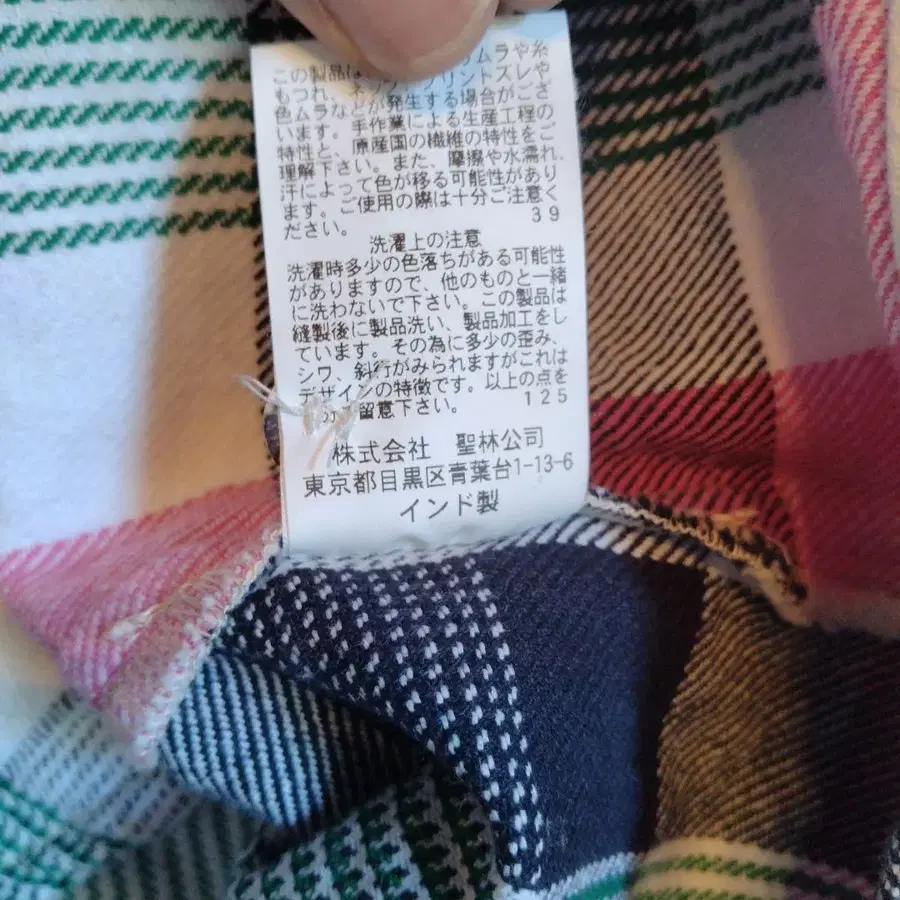 ムラや糸
この製品は ネップ、プリントズレや
もつれ、
色ムラなどが発生する場合がござ
います。手作業による生産工程の
特性と、原産国の繊維の特性をご
理解下さい。また、摩擦や水濡れ、
汗によって色が移る可能性があり
ます。ご使用の際は十分ご注意く
ださい。 39
洗濯上の注意
洗濯時多少の色落ちがある可能性
がありますので、他のものと一緒
に洗わないで下さい。この製品は
縫製後に製品洗い、製品加工をし
ています。その為に多少の歪み、
シワ、斜行がみられますがこれは
デザインの特徴です。以上の点を
留意下さい。 125
株式会社 聖林公司
東京都目黒区青葉台1-13-6
インド製